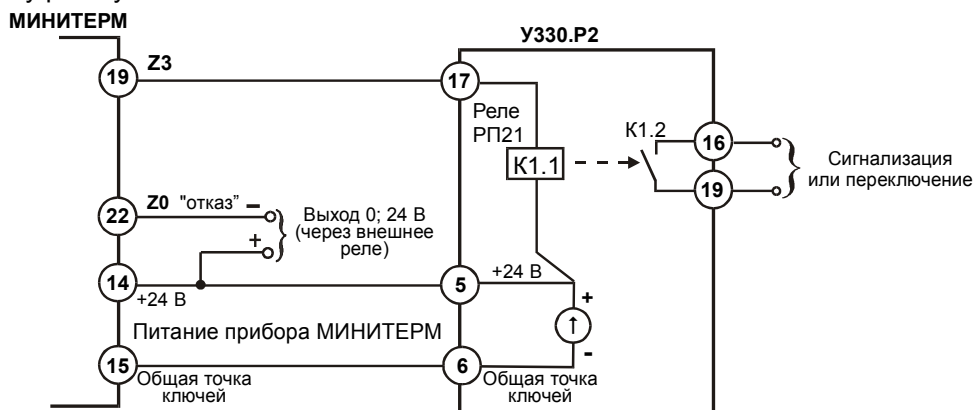 МИНИТЕРМ
У330.Р2
19
Z3
17
Реле
РП21
К1.1
К1.2
16
19
Сигнализация
или переключение
22
Z0 "отказ"
–
+
Выход 0; 24 В
(через внешнее
реле)
14
+24 В
5
+24 В
+
-
Питание прибора МИНИТЕРМ
15
Общая точка
ключей
6
Общая точка
ключей